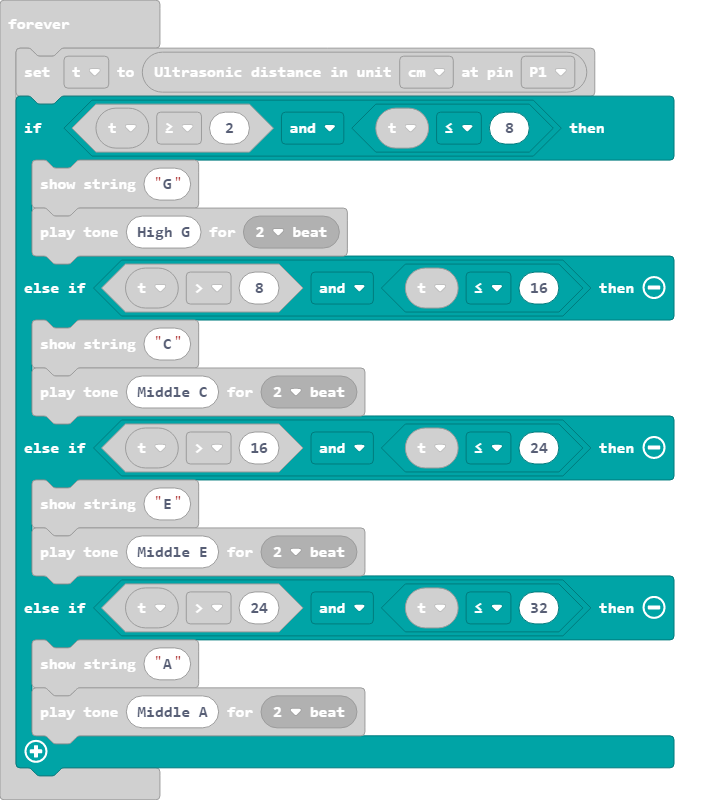 forever
set t to Ultrasonic distance in unit cm at pin P1
if t ≥ 2 and t ≤ 8 then
show string "G"
play tone High G for 2 beat
else if t > 8 and t ≤ 16 then
show string "C"
play tone Middle C for 2 beat
else if t > 16 and t ≤ 24 then
show string "E"
play tone Middle E for 2 beat
else if t > 24 and t ≤ 32 then
show string "A"
play tone Middle A for 2 beat